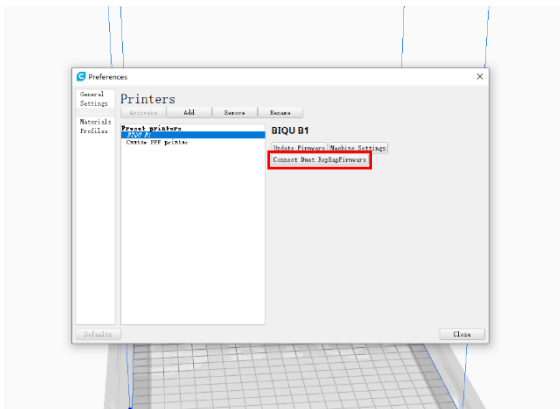 Preferences
General
Settings
Materials
Profiles
Printers
Activate Add Remove Rename
Preset printers
BIQU B1
Custom FFF printer
BIQU B1
Update Firmware Machine Settings
Connect Duet RepRapFirmware
Defaults
Close